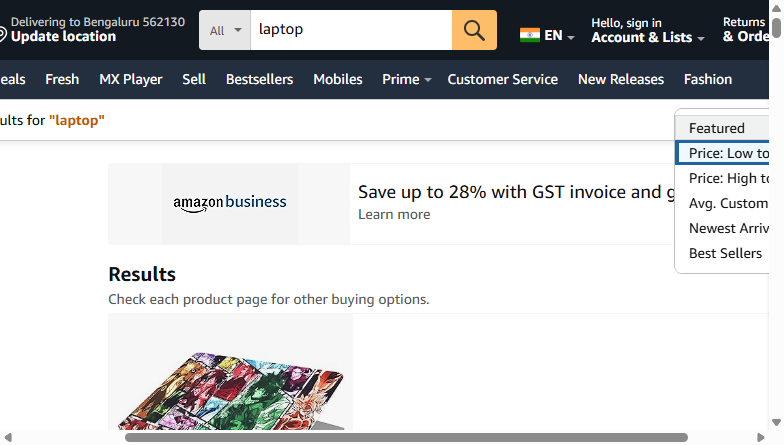 Delivering to Bengaluru 562130
Update location
All
laptop
EN
Hello, sign in
Account & Lists
Returns
& Orde
eals Fresh MX Player Sell Bestsellers Mobiles Prime Customer Service New Releases Fashion
ults for "laptop"
Featured
Price: Low to
Price: High to
Avg. Custom
Newest Arriv
Best Sellers
amazon business
Save up to 28% with GST invoice and g
Learn more
Results
Check each product page for other buying options.